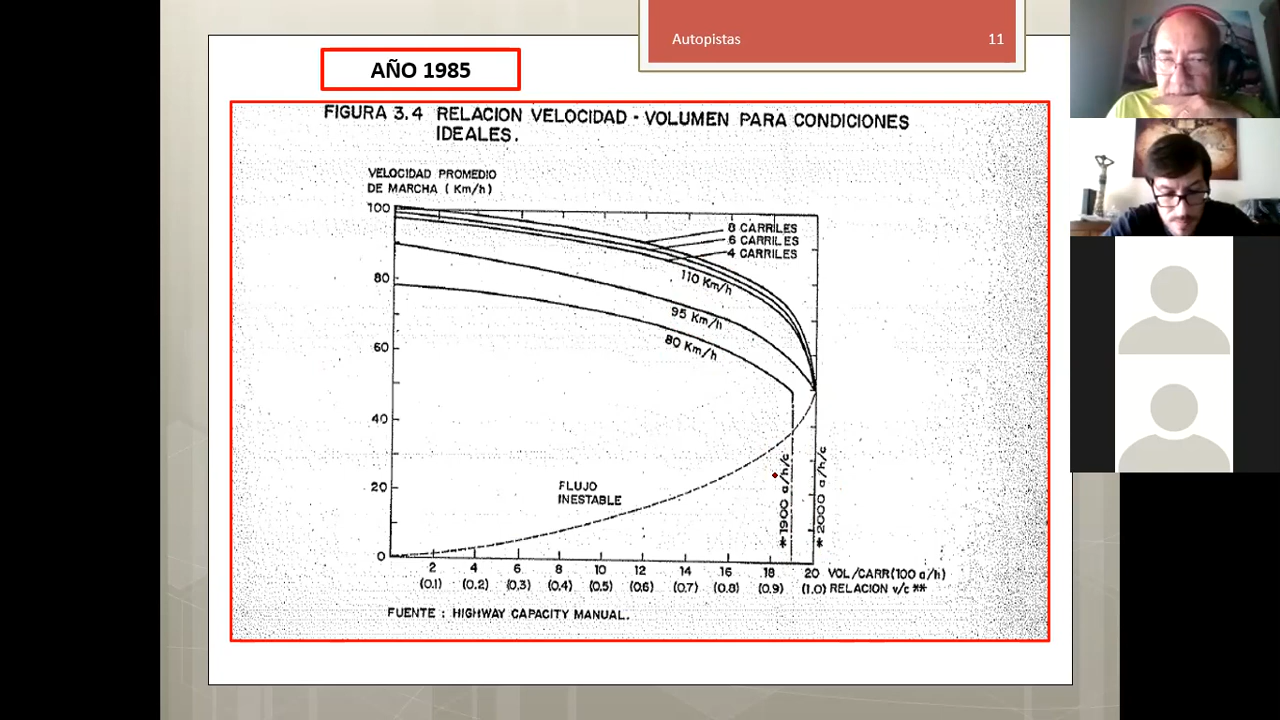 Autopistas
11
AÑO 1985
FIGURA 3.4 RELACION VELOCIDAD - VOLUMEN PARA CONDICIONES
IDEALES.
VELOCIDAD PROMEDIO
DE MARCHA ( Km/h)
100
80
60
40
20
0
8 CARRILES
6 CARRILES
4 CARRILES
110 Km/h
95 Km/h
80 Km/h
FLUJO
INESTABLE
*1900 a/h/c
*2000 a/h/c
2 4 6 8 10 12 14 16 18 20 VOL/CARR(100 a/h)
(0.1) (0.2) (0.3) (0.4) (0.5) (0.6) (0.7) (0.8) (0.9) (1.0) RELACION v/c **
FUENTE : HIGHWAY CAPACITY MANUAL.